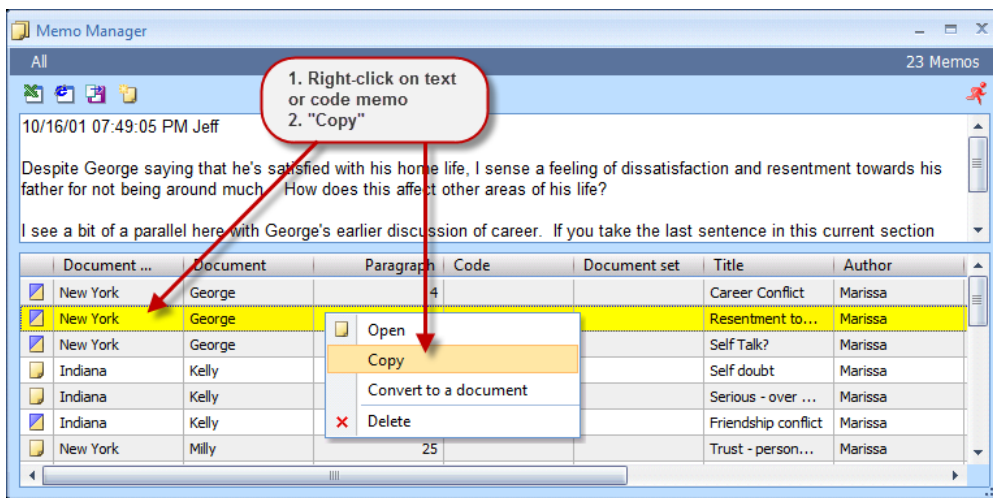 Memo Manager
All 23 Memos
1. Right-click on text
or code memo
2. "Copy"
10/16/01 07:49:05 PM Jeff
Despite George saying that he's satisfied with his home life, I sense a feeling of dissatisfaction and resentment towards his
father for not being around much. How does this affect other areas of his life?
I see a bit of a parallel here with George's earlier discussion of career. If you take the last sentence in this current section
Document ... Document Paragraph Code Document set Title Author
New York George 4 Career Conflict Marissa
New York George Resentment to... Marissa
New York George Self Talk? Marissa
Indiana Kelly Self doubt Marissa
Indiana Kelly Serious - over ... Marissa
Indiana Kelly Friendship conflict Marissa
New York Milly 25 Trust - person... Marissa
Open
Copy
Convert to a document
Delete